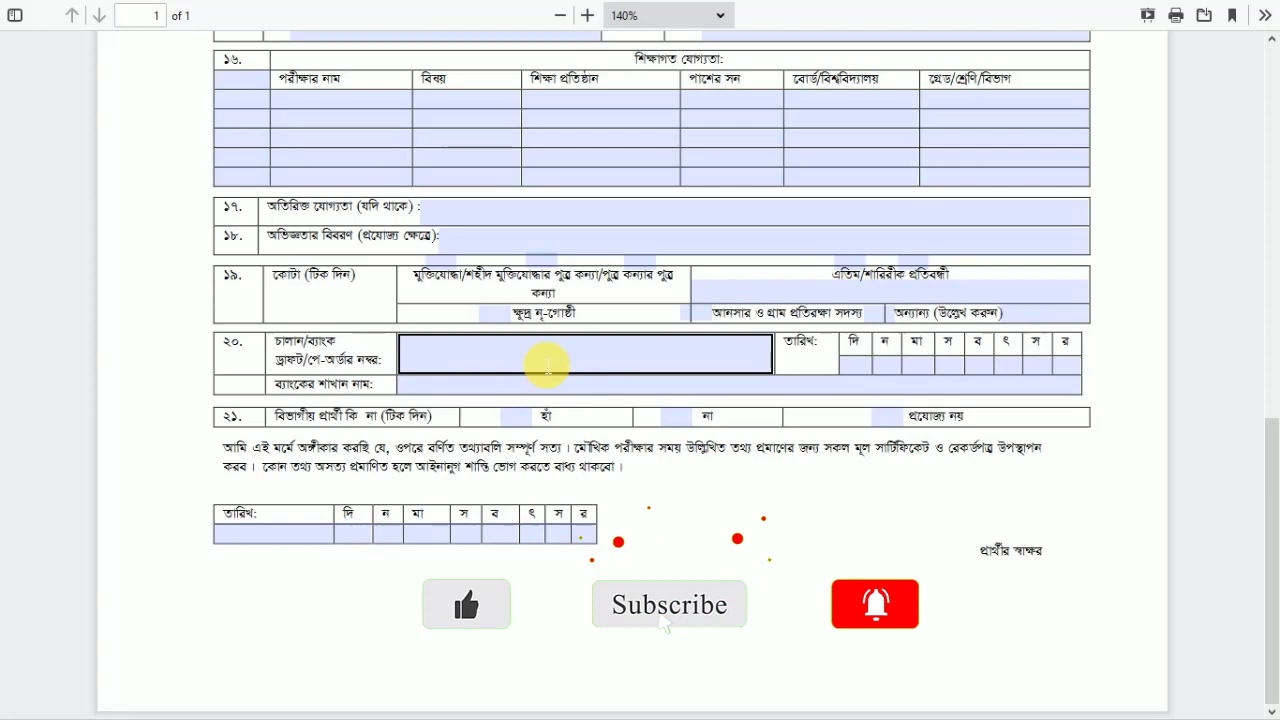 1 of 1 140%
১৬. শিক্ষাগত যোগ্যতা:
পরীক্ষার নাম বিষয় শিক্ষা প্রতিষ্ঠান পাশের সন বোর্ড/বিশ্ববিদ্যালয় গ্রেড/শ্রেণি/বিভাগ
১৭. অতিরিক্ত যোগ্যতা (যদি থাকে) :
১৮. অভিজ্ঞতার বিবরণ (প্রযোজ্য ক্ষেত্রে):
১৯. কোটা (টিক দিন) মুক্তিযোদ্ধা/শহীদ মুক্তিযোদ্ধার পুত্র কন্যা/পুত্র কন্যার পুত্র এতিম/শারিরীক প্রতিবন্ধী
কন্যা
ক্ষুদ্র নৃ-গোষ্ঠী আনসার ও গ্রাম প্রতিরক্ষা সদস্য অন্যান্য (উল্লেখ করুন)
২০. চালান/ব্যাংক তারিখ: দি ন মা স ব ৎ স র
ড্রাফট/পে-অর্ডার নম্বর:
ব্যাংকের শাখান নাম:
২১. বিভাগীয় প্রার্থী কি না (টিক দিন) হাঁ না প্রযোজ্য নয়
আমি এই মর্মে অঙ্গীকার করছি যে, ওপরে বর্ণিত তথ্যাবলি সম্পূর্ণ সত্য। মৌখিক পরীক্ষার সময় উল্লিখিত তথ্য প্রমাণের জন্য সকল মূল সার্টিফিকেট ও রেকর্ডপত্র উপস্থাপন
করব। কোন তথ্য অসত্য প্রমাণিত হলে আইনানুগ শাস্তি ভোগ করতে বাধ্য থাকবো।
তারিখ: দি ন মা স ব ৎ স র
প্রার্থীর স্বাক্ষর
Subscribe